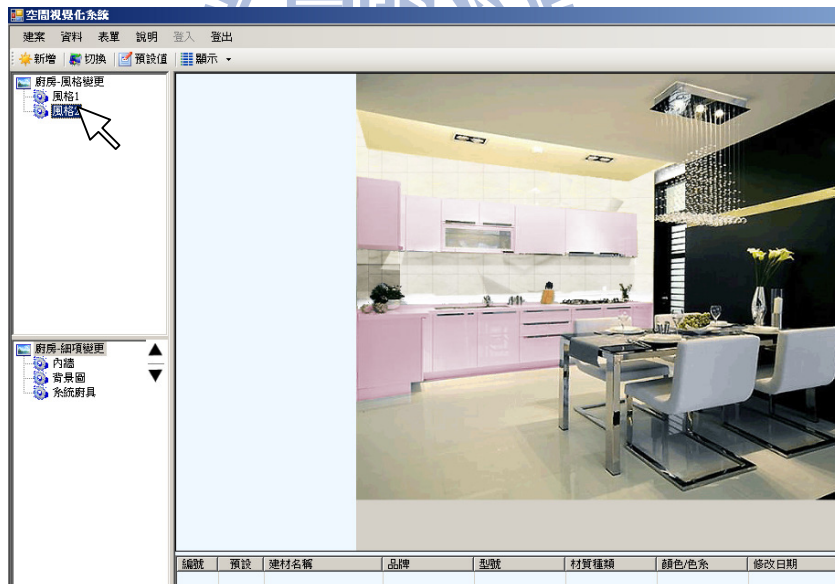 空間視覺化系統
建案 資料 表單 說明 登入 登出
新增 切換 預設值 顯示
廚房-風格變更
風格1
風格
廚房-細項變更
內牆
背景圖
系統廚具
編號 預設 建材名稱 品牌 型號 材質種類 顏色/色系 修改日期